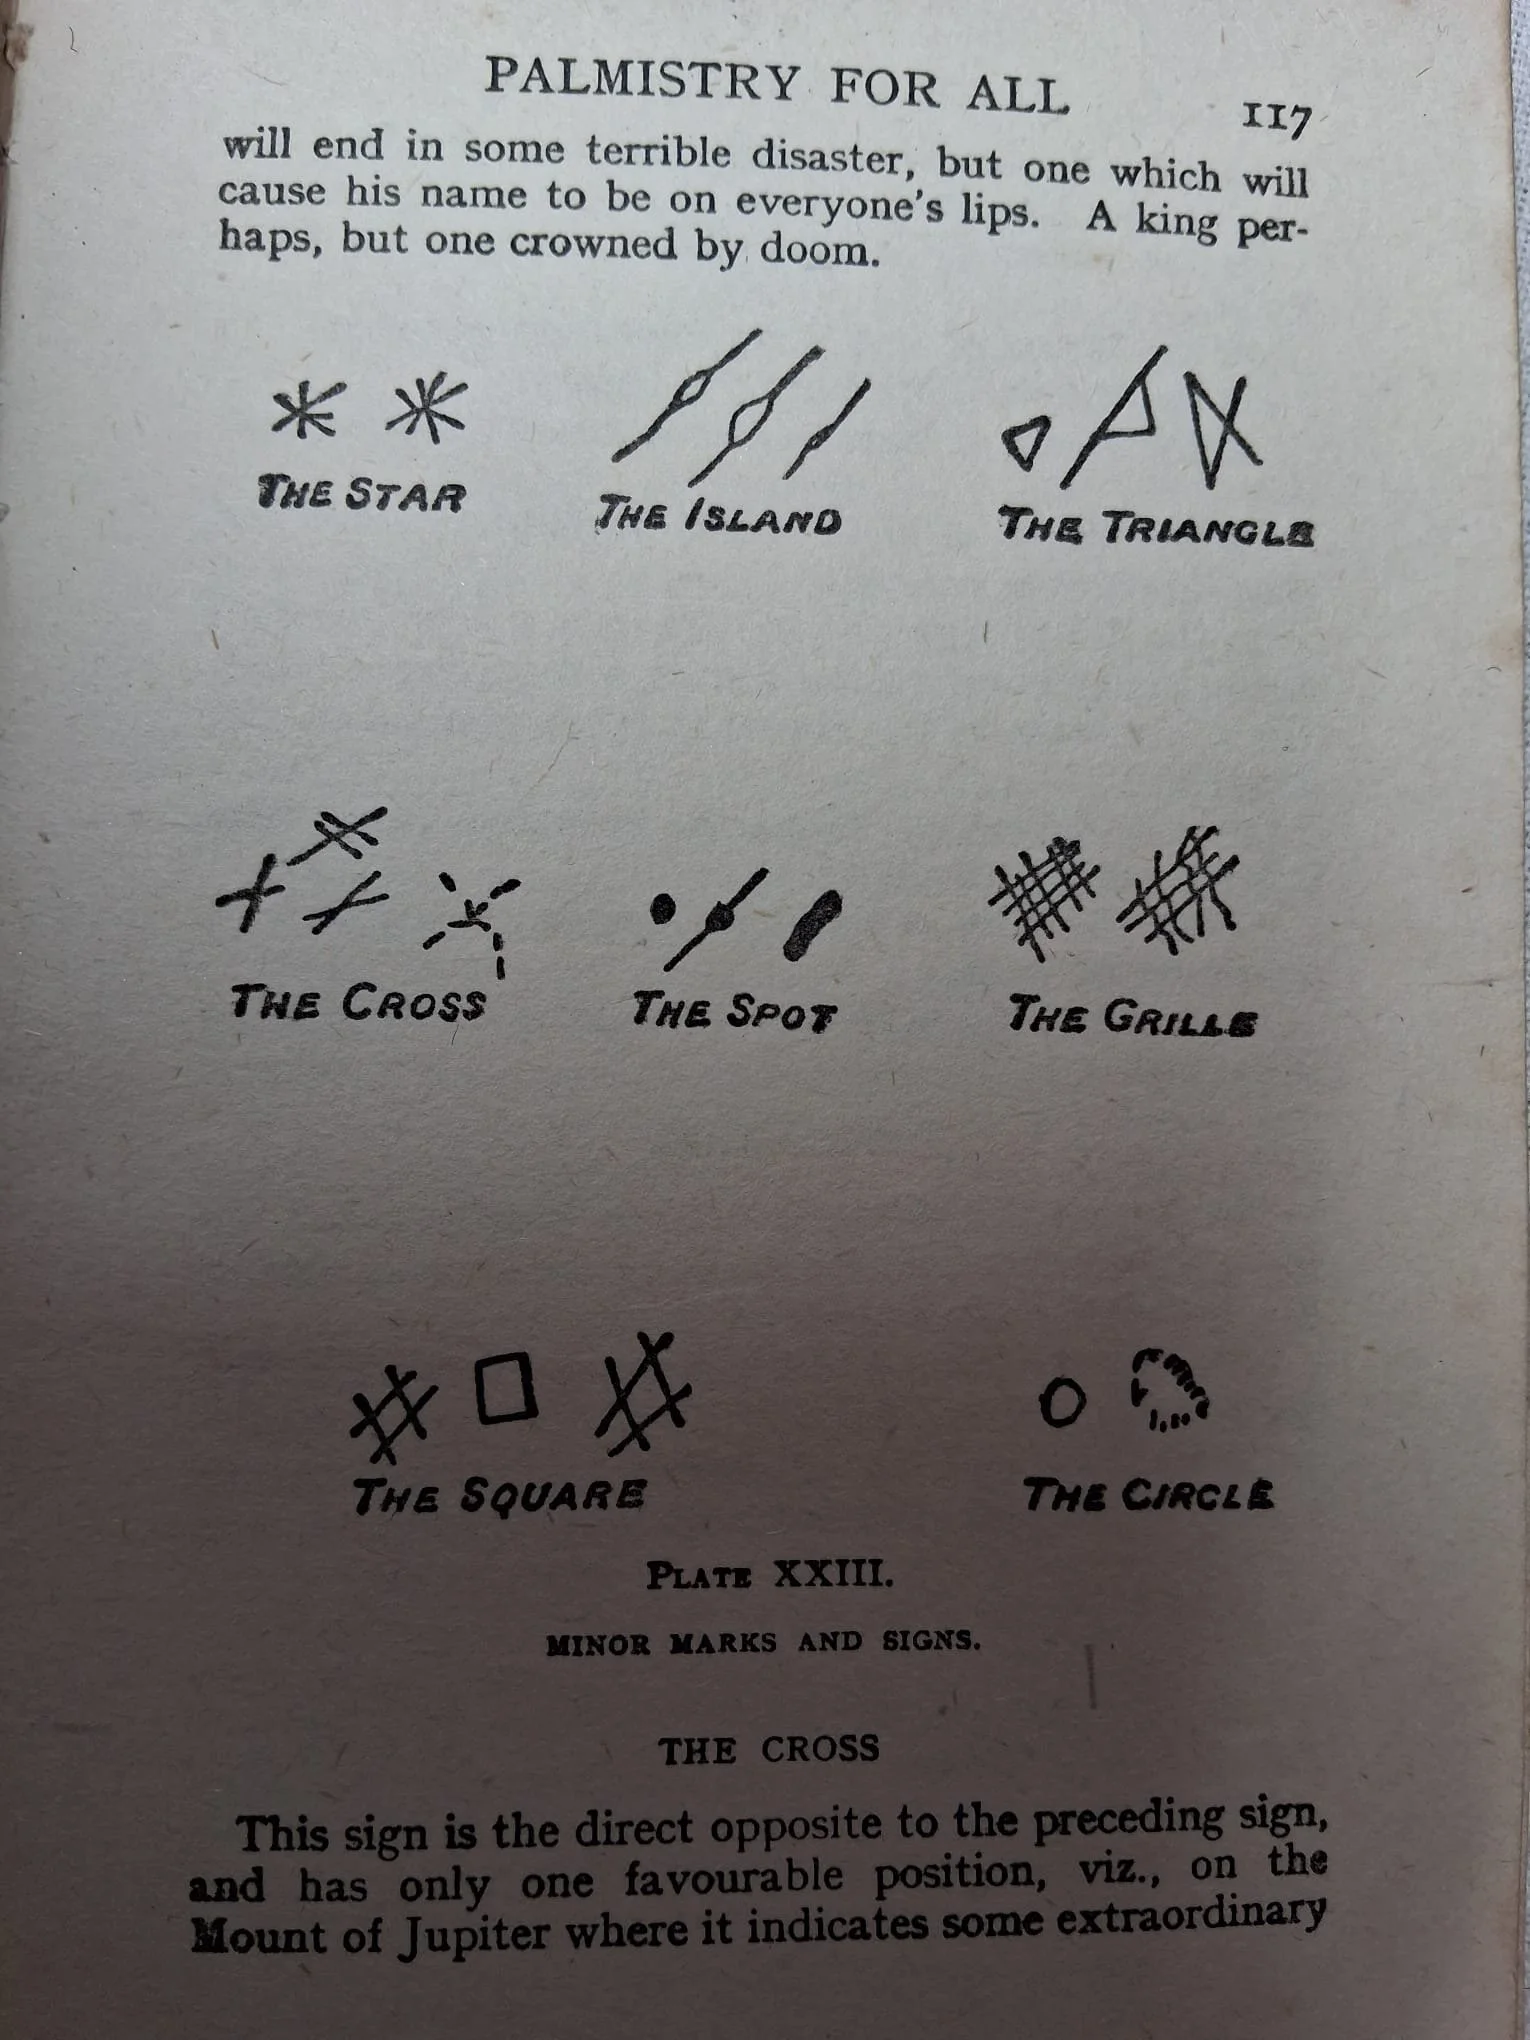 PALMISTRY FOR ALL 117
will end in some terrible disaster, but one which will
cause his name to be on everyone's lips. A king per-
haps, but one crowned by doom.
THE STAR
THE ISLAND
THE TRIANGLE
THE CROSS
THE SPOT
THE GRILLE
THE SQUARE
THE CIRCLE
PLATE XXIII.
MINOR MARKS AND SIGNS.
THE CROSS
This sign is the direct opposite to the preceding sign,
and has only one favourable position, viz., on the
Mount of Jupiter where it indicates some extraordinary